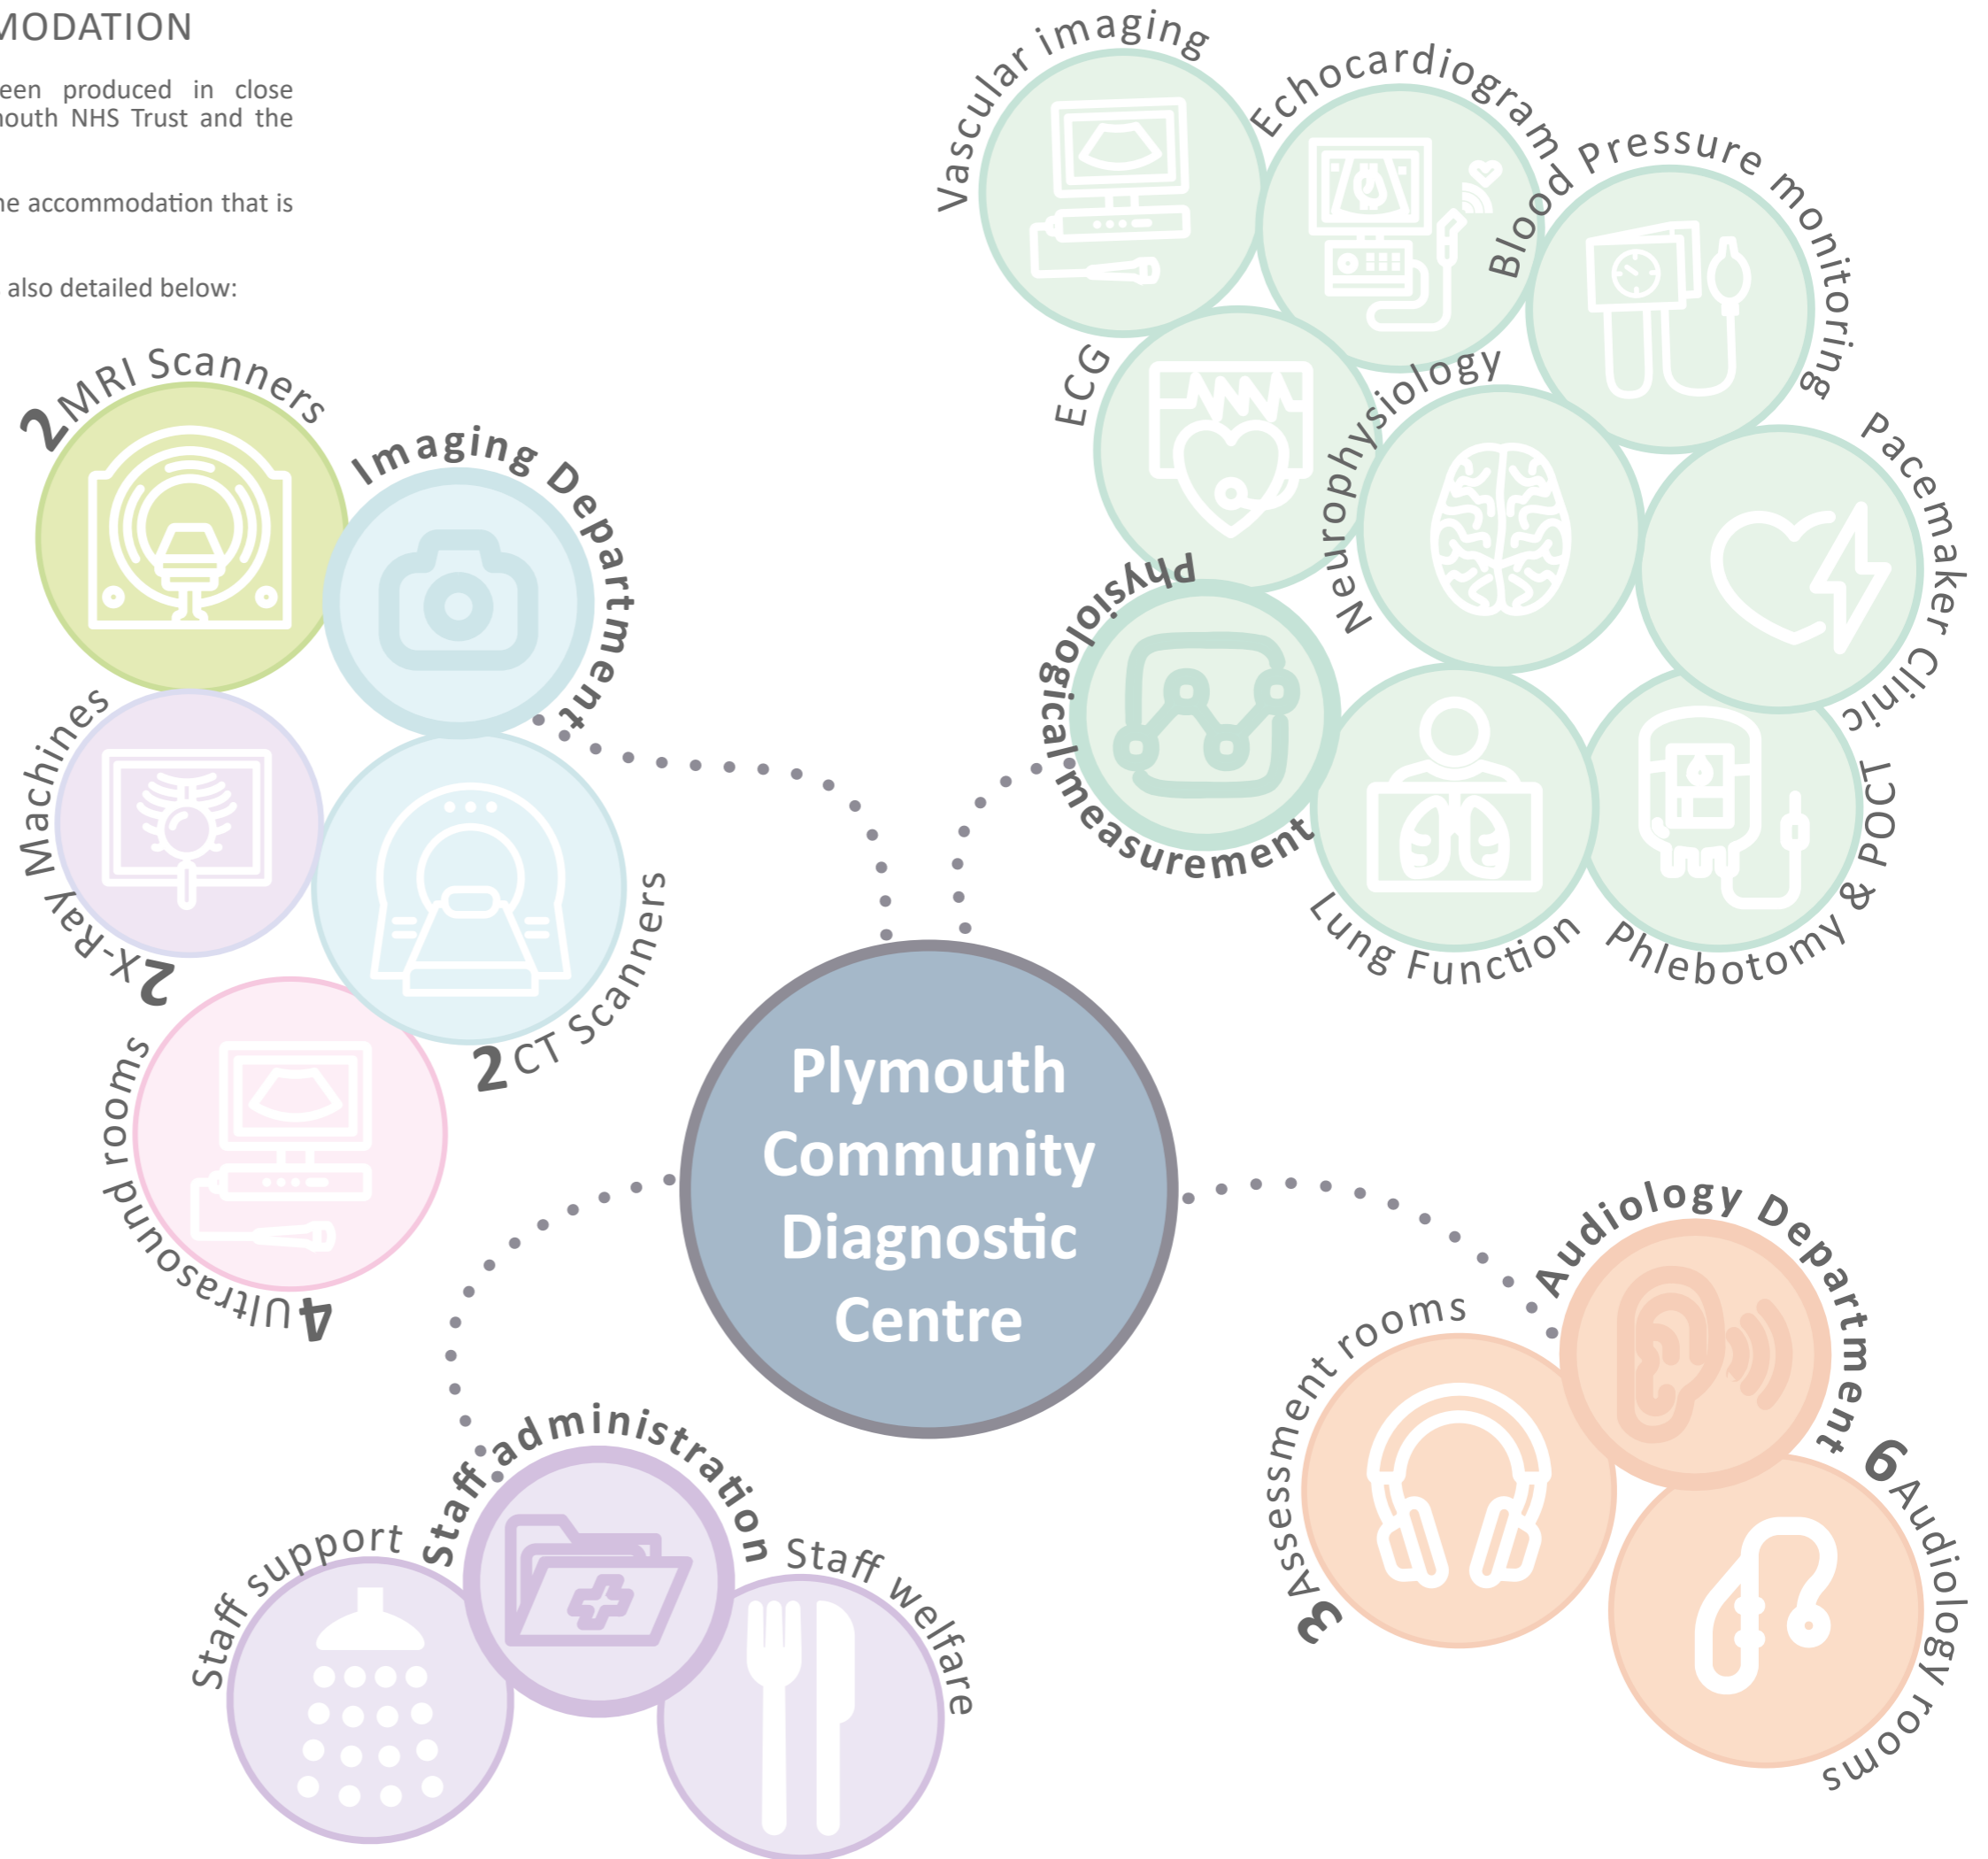 MODATION
een produced in close
outh NHS Trust and the
he accommodation that is
also detailed below:
Vascular imaging
Echocardiogram
Blood Pressure monitoring
ECG
Neurophysiology
Pacemaker Clinic
Physiological measurement
Lung Function
Phlebotomy & POCT
2 MRI Scanners
Imaging Department
2 X-Ray Machines
2 CT Scanners
4 Ultrasound rooms
Plymouth
Community
Diagnostic
Centre
Audiology Department
3 Assessment rooms
6 Audiology rooms
Staff administration
Staff support
Staff welfare